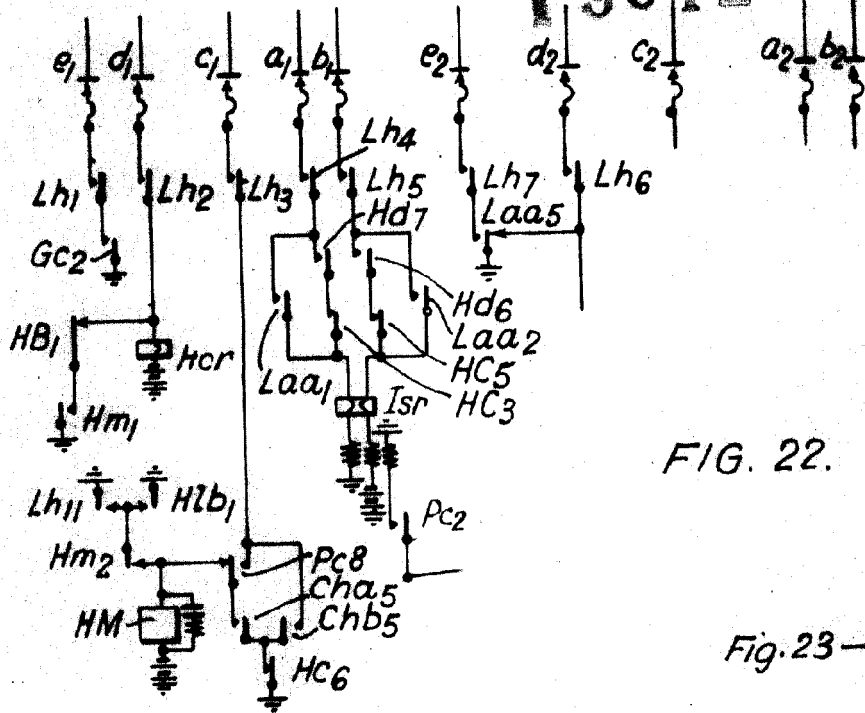 e1 d1 c1 a1 b1 e2 d2 c2 a2 b2
Lh4
Lh1 Lh2 Lh3 Lh5 Lh7 Lh6
Hd7 Laa5
Gc2
Hd6
HB1 Hcr Laa1 Laa2
HC5
HC3
Hm1 Isr
FIG. 22.
Lh11 Hlb1 Pc2
Hm2 Pc8
Cha5
HM Chb5
Fig.23
Hc6